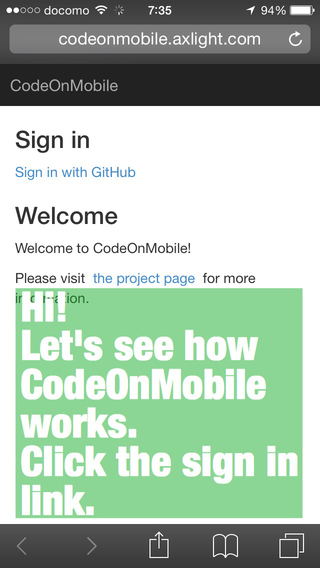 docomo 7:35 94%
codeonmobile.axlight.com
CodeOnMobile
Sign in
Sign in with GitHub
Welcome
Welcome to CodeOnMobile!
Please visit the project page for more
information.
Hi!
Let's see how
CodeOnMobile
works.
Click the sign in
link.